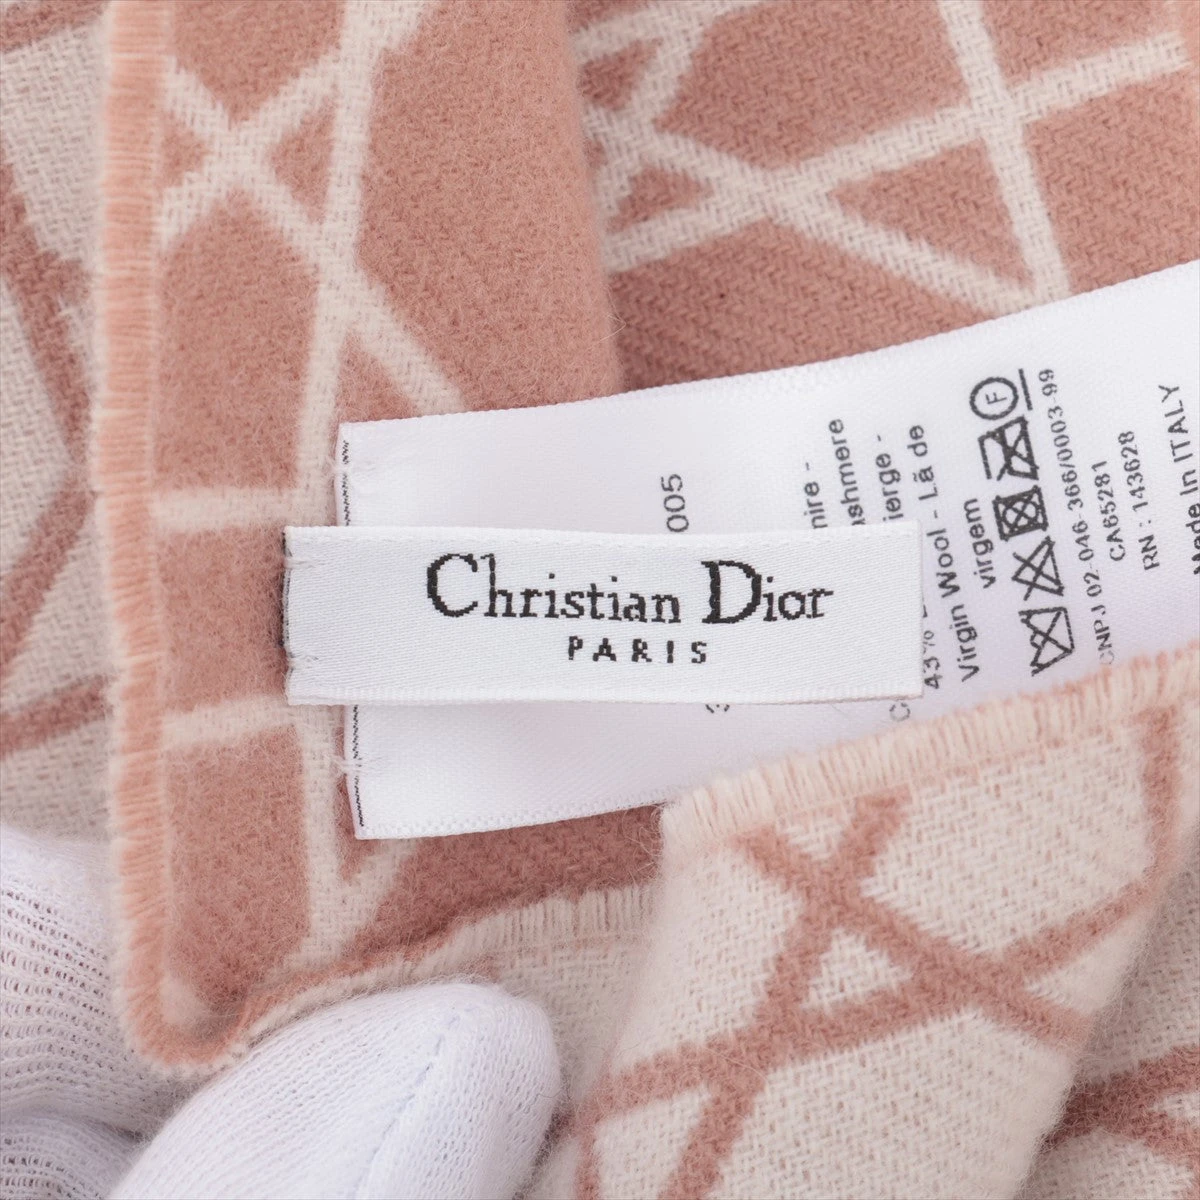 Christian Dior
PARIS
005
ashmere
43%
Virgin Wool - Lã de
virgem
F
CNPJ 02-046-366/0003-99
CA65281
RN : 143628
Made In ITALY